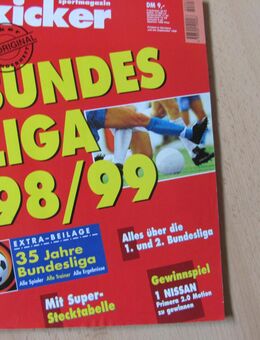 sportmagazin
kicker
DM 9,-
ORIGINAL
BUNDES
LIGA
98/99
EXTRA-BEILAGE
35 Jahre
Bundesliga
Alle Spieler Alle Trainer Alle Ergebnisse
Alles über die
1. und 2. Bundesliga
Mit Super-
Stecktabelle
Gewinnspiel
1 NISSAN
Primera 2.0 Motion
zu gewinnen